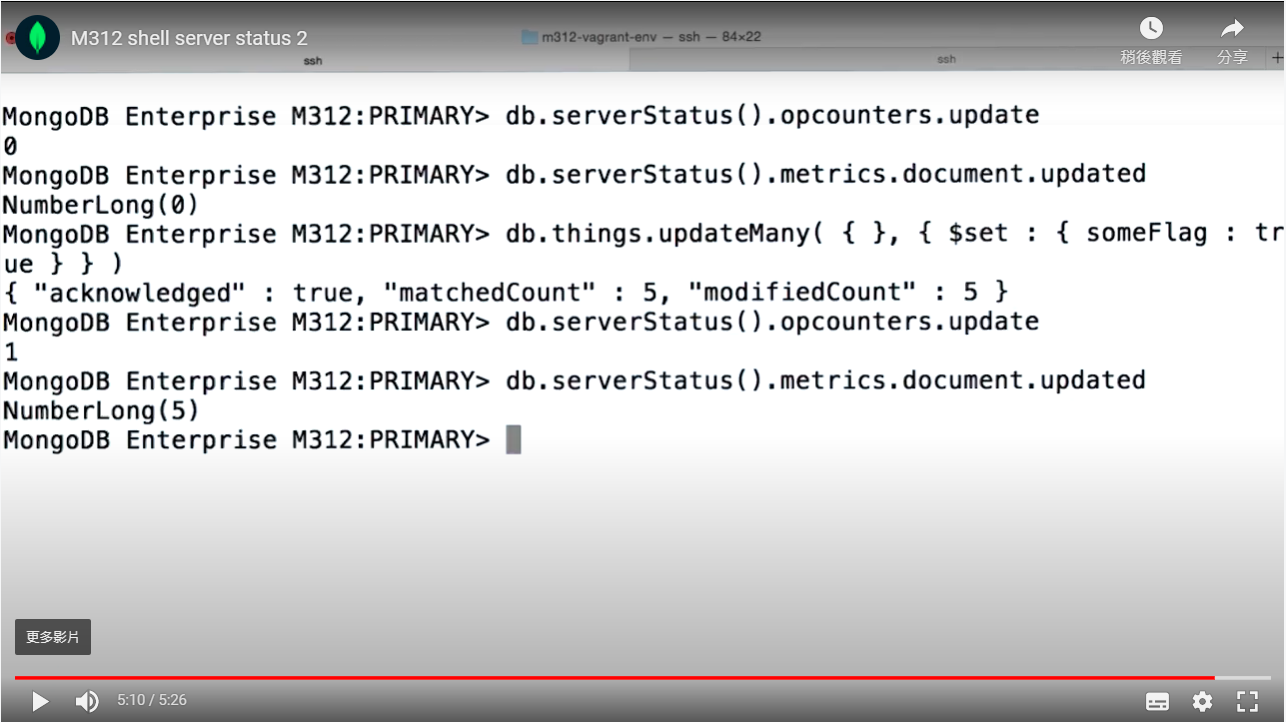 M312 shell server status 2
m312-vagrant-env — ssh — 84×22
稍後觀看
分享
ssh
ssh
+
MongoDB Enterprise M312:PRIMARY> db.serverStatus().opcounters.update
0
MongoDB Enterprise M312:PRIMARY> db.serverStatus().metrics.document.updated
NumberLong(0)
MongoDB Enterprise M312:PRIMARY> db.things.updateMany( { }, { $set : { someFlag : tr
ue } } )
{ "acknowledged" : true, "matchedCount" : 5, "modifiedCount" : 5 }
MongoDB Enterprise M312:PRIMARY> db.serverStatus().opcounters.update
1
MongoDB Enterprise M312:PRIMARY> db.serverStatus().metrics.document.updated
NumberLong(5)
MongoDB Enterprise M312:PRIMARY>
更多影片
5:10 / 5:26